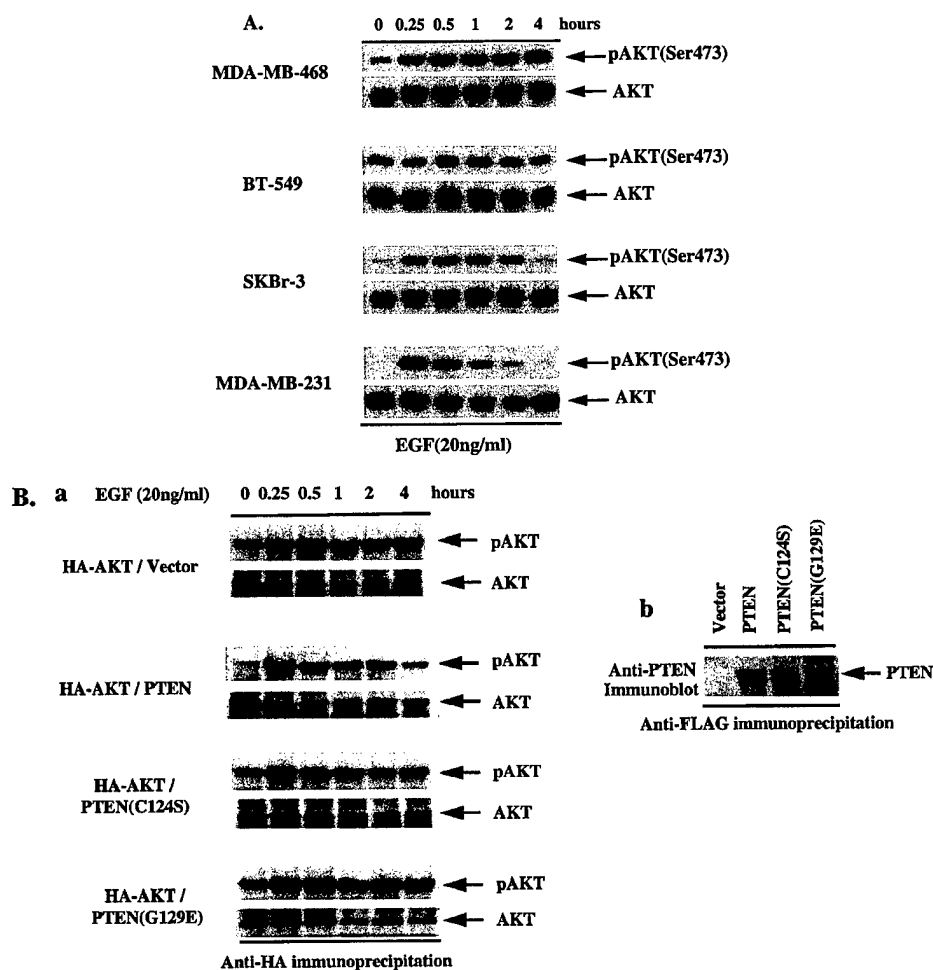 A.
0 0.25 0.5 1 2 4 hours
MDA-MB-468
pAKT(Ser473)
AKT
BT-549
pAKT(Ser473)
AKT
SKBr-3
pAKT(Ser473)
AKT
MDA-MB-231
pAKT(Ser473)
AKT
EGF(20ng/ml)
B. a EGF (20ng/ml) 0 0.25 0.5 1 2 4 hours
HA-AKT / Vector
pAKT
AKT
HA-AKT / PTEN
pAKT
AKT
HA-AKT /
PTEN(C124S)
pAKT
AKT
HA-AKT /
PTEN(G129E)
pAKT
AKT
Anti-HA immunoprecipitation
b
Vector
PTEN
PTEN(C124S)
PTEN(G129E)
Anti-PTEN
Immunoblot
PTEN
Anti-FLAG immunoprecipitation